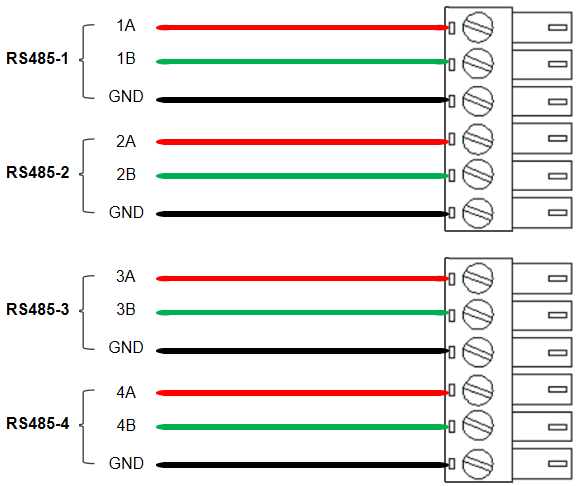 1A
RS485-1
1B
GND
2A
RS485-2
2B
GND
3A
RS485-3
3B
GND
4A
RS485-4
4B
GND